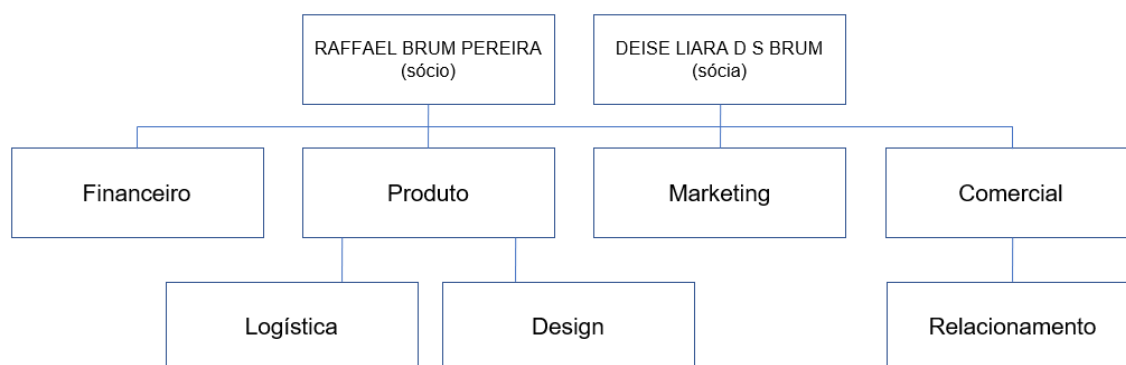 RAFFAEL BRUM PEREIRA
(sócio)
DEISE LIARA D S BRUM
(sócia)
Financeiro
Produto
Marketing
Comercial
Logística
Design
Relacionamento